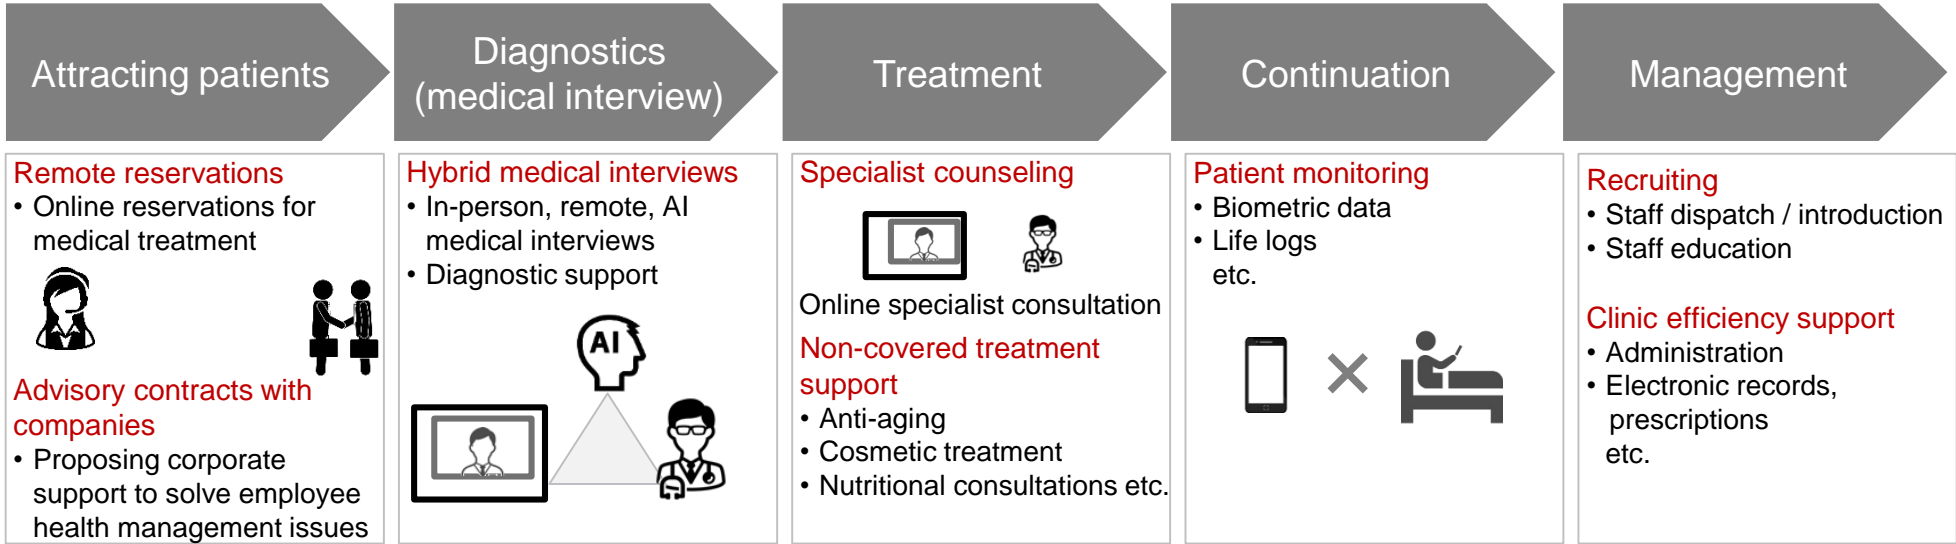 Attracting patients
Diagnostics
(medical interview)
Treatment
Continuation
Management
Remote reservations
• Online reservations for
medical treatment
Advisory contracts with
companies
• Proposing corporate
support to solve employee
health management issues
Hybrid medical interviews
• In-person, remote, AI
medical interviews
• Diagnostic support
AI
Specialist counseling
Online specialist consultation
Non-covered treatment
support
• Anti-aging
• Cosmetic treatment
• Nutritional consultations etc.
Patient monitoring
• Biometric data
• Life logs
etc.
Recruiting
• Staff dispatch / introduction
• Staff education
Clinic efficiency support
• Administration
• Electronic records,
prescriptions
etc.